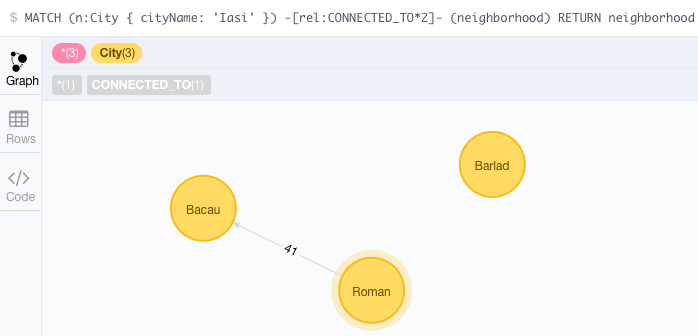 $ MATCH (n:City { cityName: 'Iasi' }) -[rel:CONNECTED_TO*2]- (neighborhood) RETURN neighborhood
*(3) City(3)
Graph
*(1) CONNECTED_TO(1)
Rows
Code
Barlad
Bacau
41
Roman